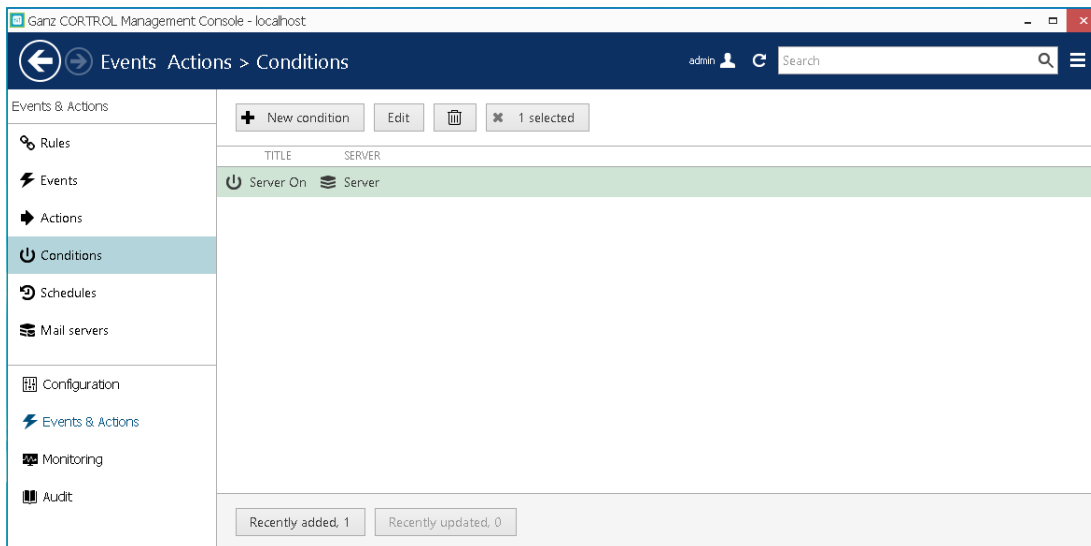 Ganz CORTROL Management Console - localhost
Events Actions > Conditions
admin
Search
Events & Actions
Rules
Events
Actions
Conditions
Schedules
Mail servers
Configuration
Events & Actions
Monitoring
Audit
New condition Edit 1 selected
TITLE SERVER
Server On Server
Recently added, 1 Recently updated, 0